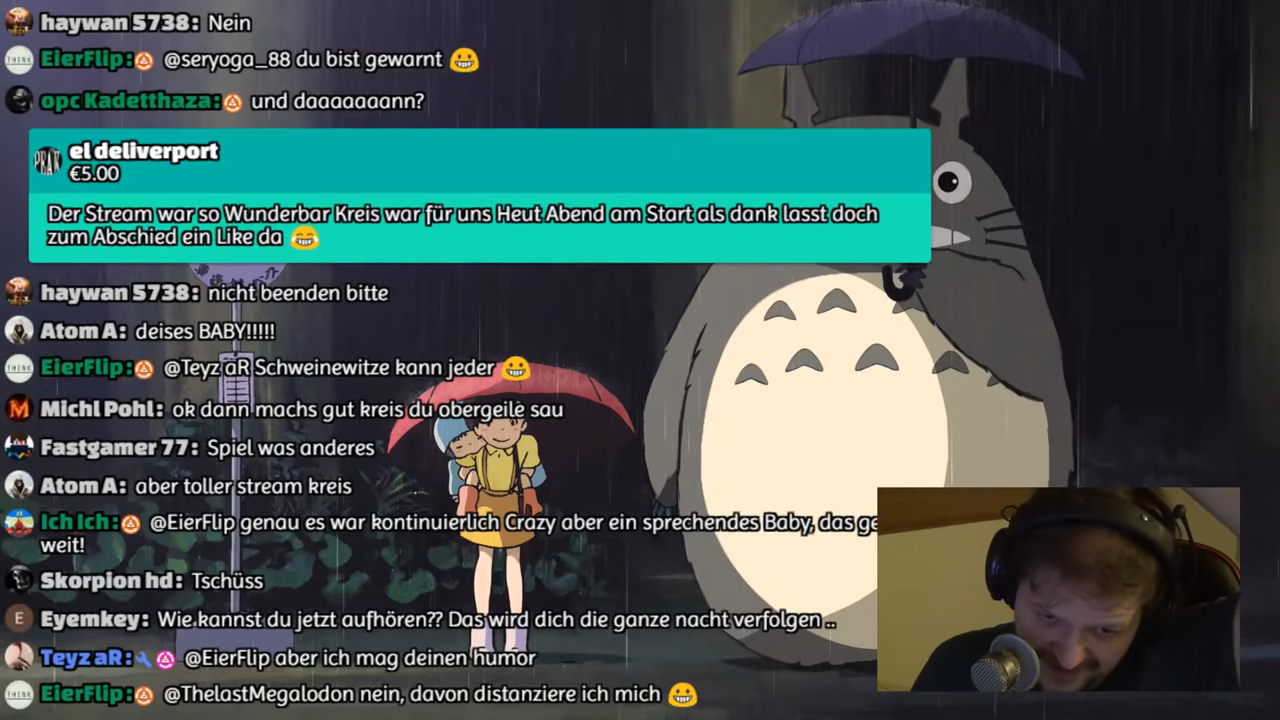 haywan 5738: Nein
EierFlip: @seryoga_88 du bist gewarnt 😀
opc Kadetthaza: und daaaaaaann?
el deliverport
€5.00
Der Stream war so Wunderbar Kreis war für uns Heut Abend am Start als dank lasst doch
zum Abschied ein Like da 😂
haywan 5738: nicht beenden bitte
Atom A: deises BABY!!!!!
EierFlip: @Teyz aR Schweinewitze kann jeder 😀
Michl Pohl: ok dann machs gut kreis du obergeile sau
Fastgamer 77: Spiel was anderes
Atom A: aber toller stream kreis
Ich Ich: @EierFlip genau es war kontinuierlich Crazy aber ein sprechendes Baby, das ge
weit!
Skorpion hd: Tschüss
Eyemkey: Wie kannst du jetzt aufhören?? Das wird dich die ganze nacht verfolgen ..
Teyz aR: @EierFlip aber ich mag deinen humor
EierFlip: @ThelastMegalodon nein, davon distanziere ich mich 😀